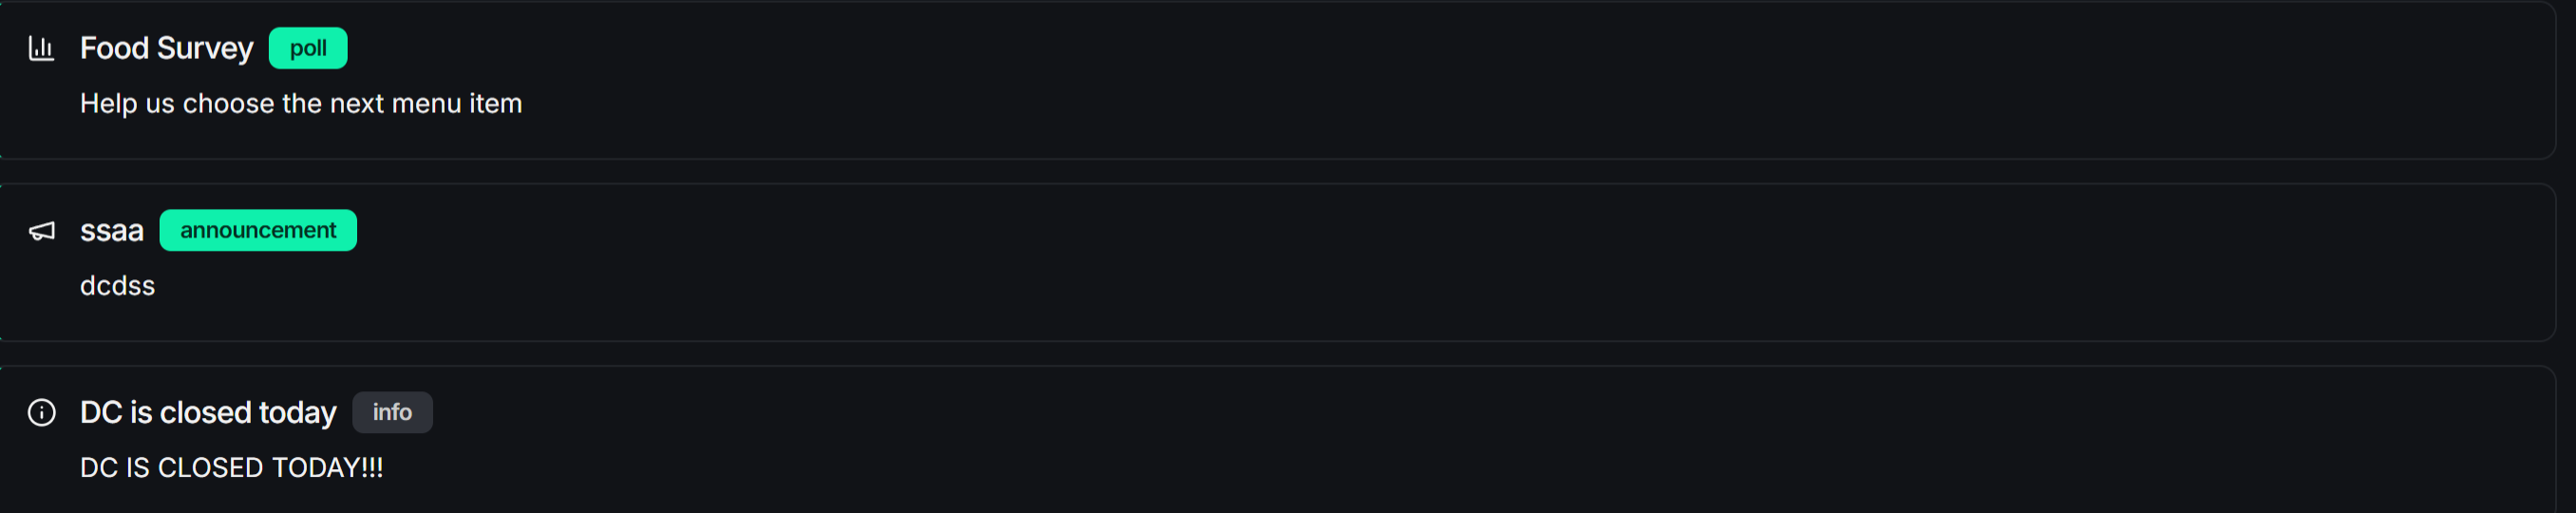 Food Survey poll
Help us choose the next menu item
ssaa announcement
dcdss
DC is closed today info
DC IS CLOSED TODAY!!!